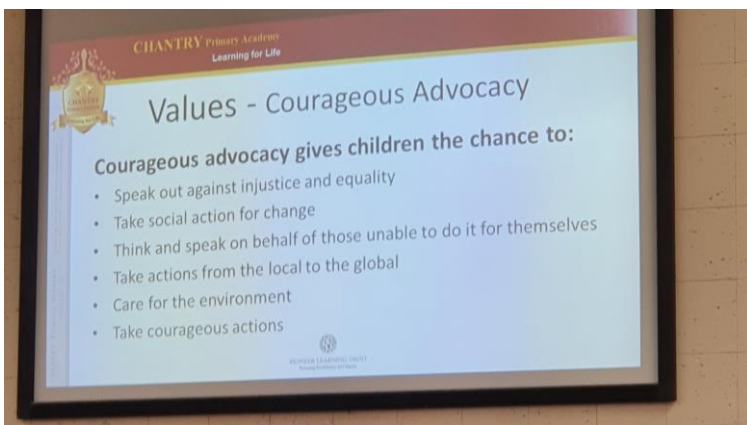 CHANTRY Primary Academy
Learning for Life
CHANTRY
Values - Courageous Advocacy
Courageous advocacy gives children the chance to:
• Speak out against injustice and equality
• Take social action for change
• Think and speak on behalf of those unable to do it for themselves
• Take actions from the local to the global
• Care for the environment
• Take courageous actions
PIONEER LEARNING TRUST